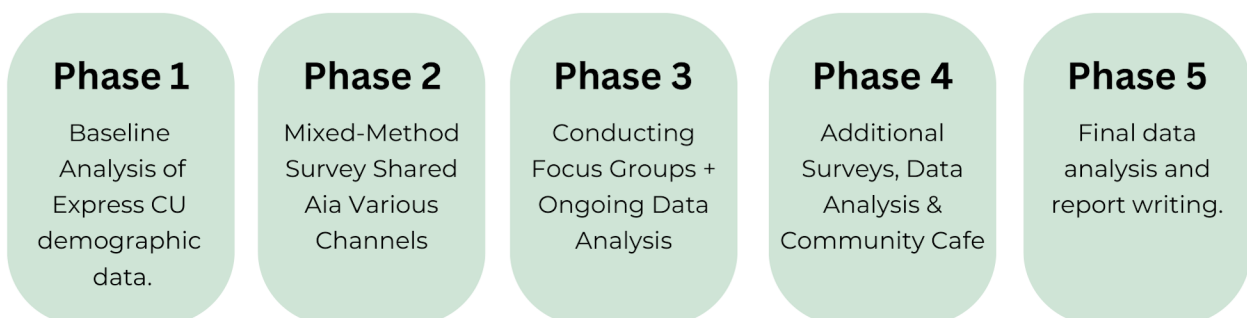 Phase 1
Baseline
Analysis of
Express CU
demographic
data.
Phase 2
Mixed-Method
Survey Shared
Aia Various
Channels
Phase 3
Conducting
Focus Groups +
Ongoing Data
Analysis
Phase 4
Additional
Surveys, Data
Analysis &
Community Cafe
Phase 5
Final data
analysis and
report writing.